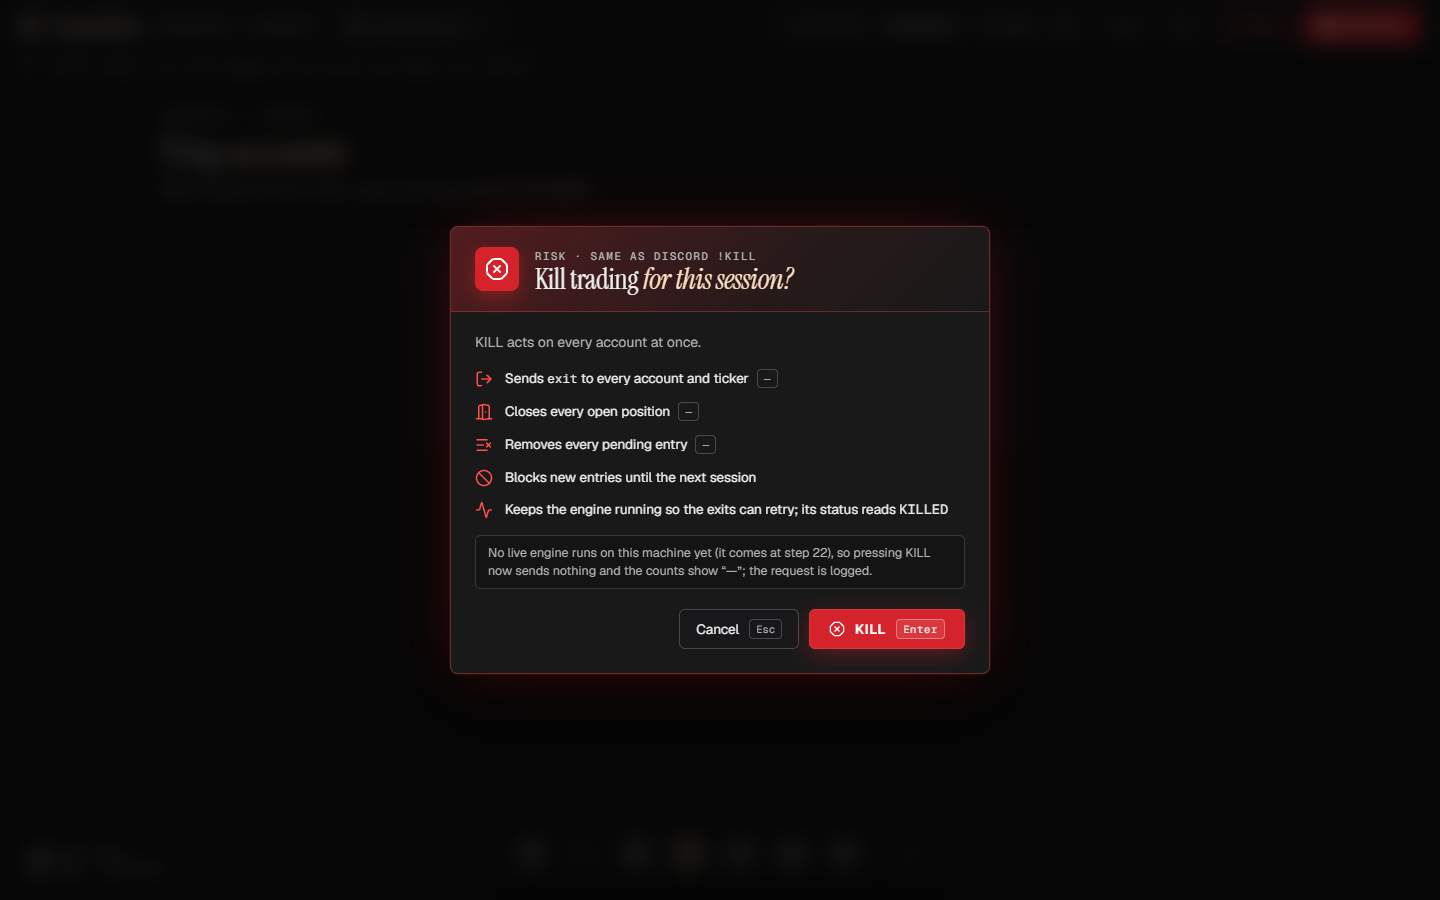 RISK · SAME AS DISCORD !KILL
Kill trading for this session?
KILL acts on every account at once.
Sends exit to every account and ticker –
Closes every open position –
Removes every pending entry –
Blocks new entries until the next session
Keeps the engine running so the exits can retry; its status reads KILLED
No live engine runs on this machine yet (it comes at step 22), so pressing KILL
now sends nothing and the counts show “—”; the request is logged.
Cancel Esc
KILL Enter